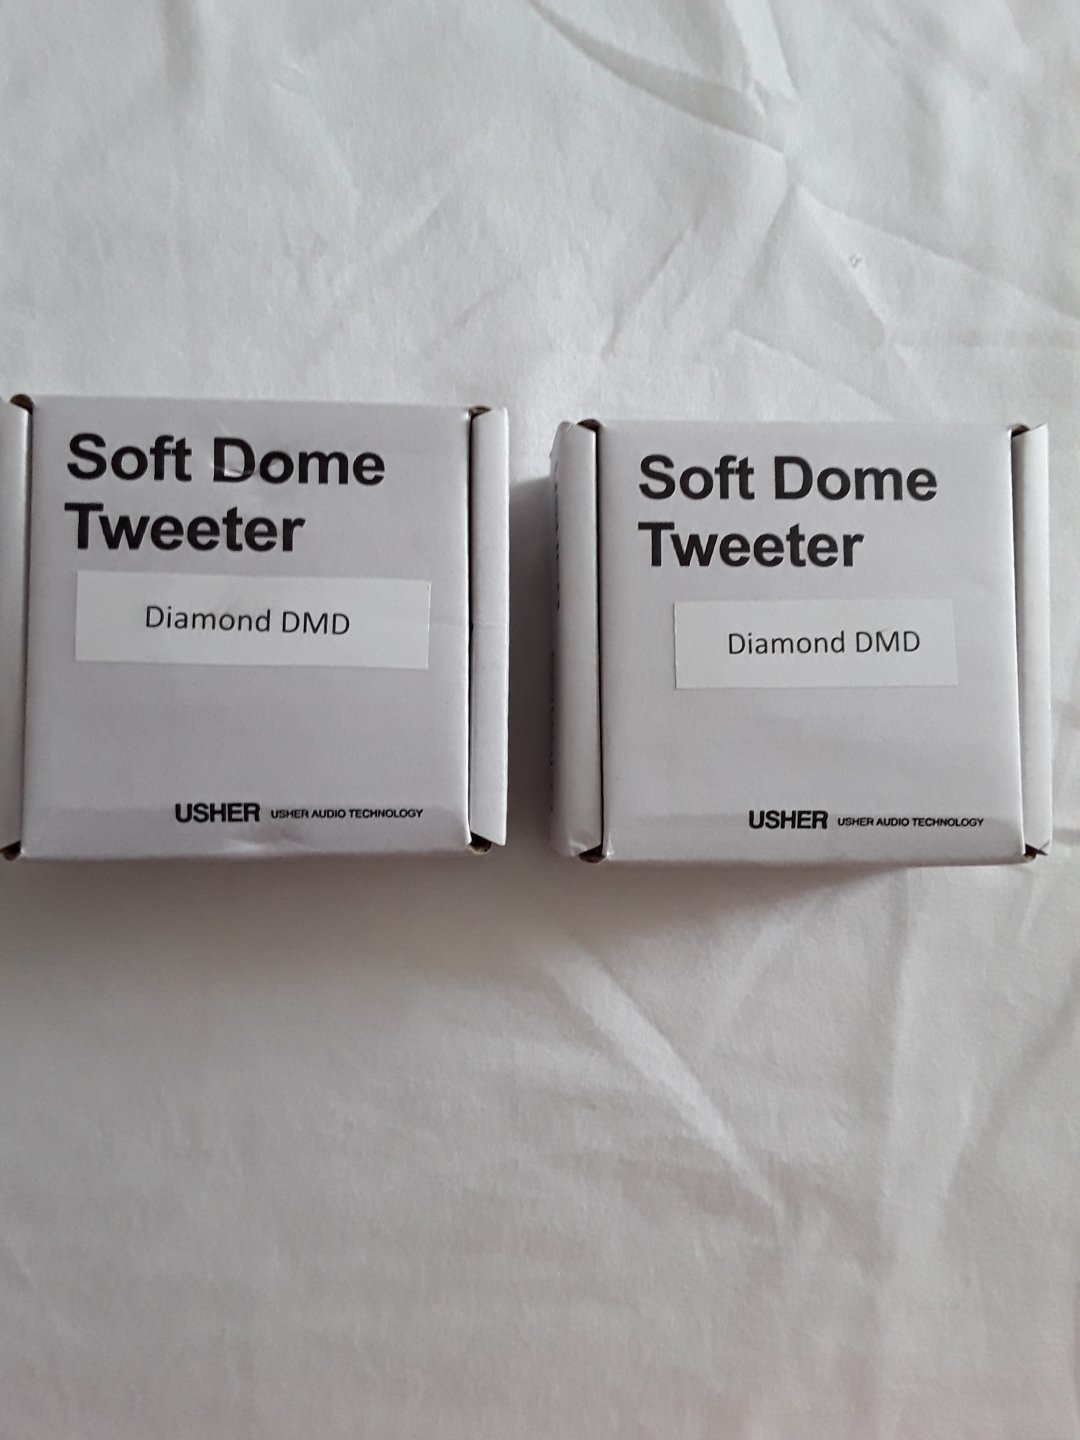 Soft Dome
Tweeter
Diamond DMD
USHER USHER AUDIO TECHNOLOGY
Soft Dome
Tweeter
Diamond DMD
USHER USHER AUDIO TECHNOLOGY